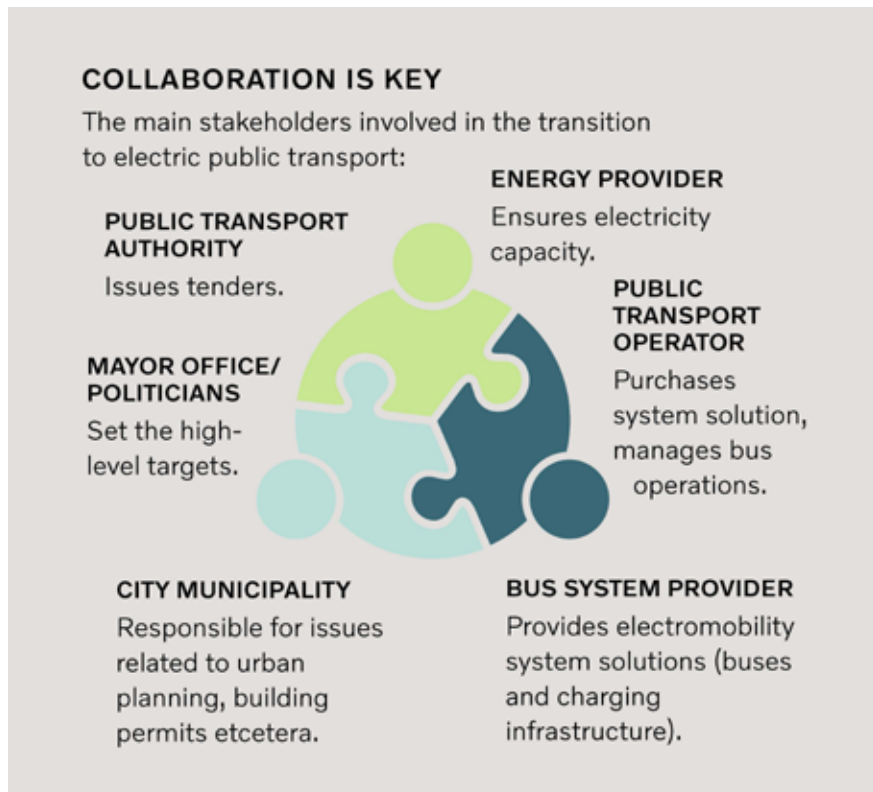 COLLABORATION IS KEY
The main stakeholders involved in the transition
to electric public transport:
ENERGY PROVIDER
Ensures electricity
capacity.
PUBLIC TRANSPORT
AUTHORITY
Issues tenders.
PUBLIC
TRANSPORT
OPERATOR
Purchases
system solution,
manages bus
operations.
MAYOR OFFICE/
POLITICIANS
Set the high-
level targets.
CITY MUNICIPALITY
Responsible for issues
related to urban
planning, building
permits etcetera.
BUS SYSTEM PROVIDER
Provides electromobility
system solutions (buses
and charging
infrastructure).